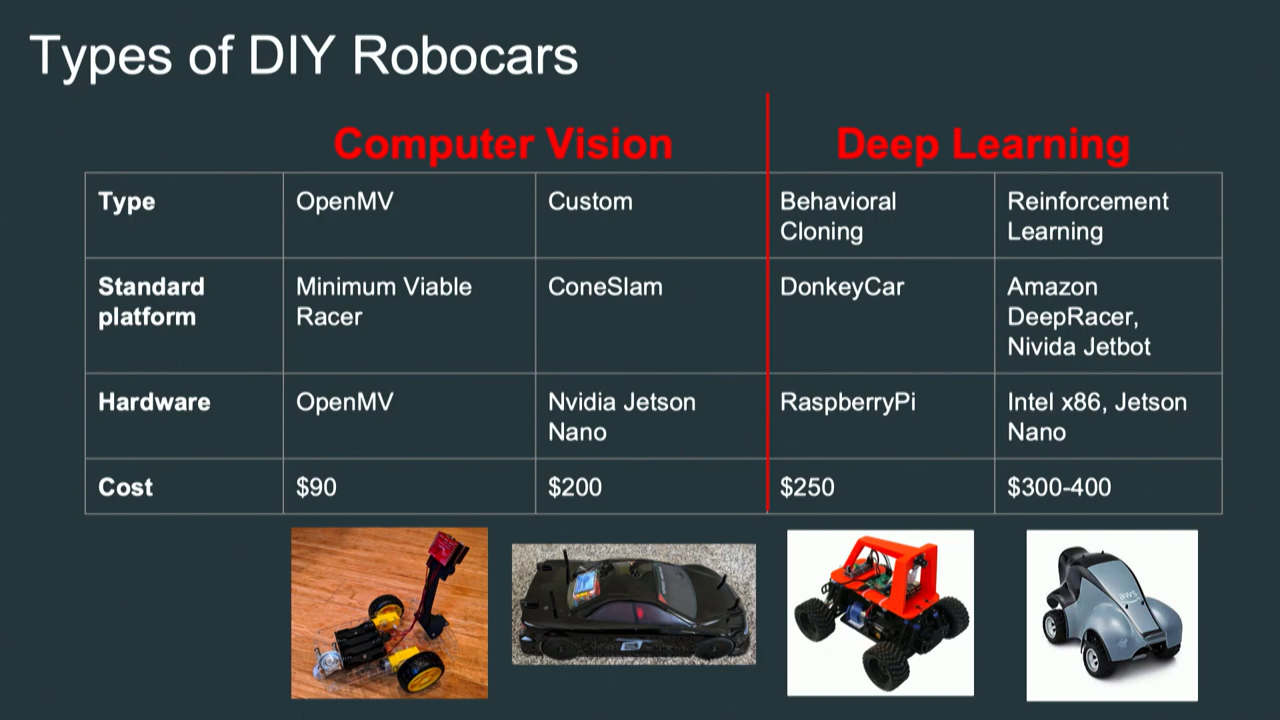 Types of DIY Robocars
Computer Vision
Deep Learning
Type
OpenMV
Custom
Behavioral
Cloning
Reinforcement
Learning
Standard
platform
Minimum Viable
Racer
ConeSlam
DonkeyCar
Amazon
DeepRacer,
Nivida Jetbot
Hardware
OpenMV
Nvidia Jetson
Nano
RaspberryPi
Intel x86, Jetson
Nano
Cost
$90
$200
$250
$300-400
aws